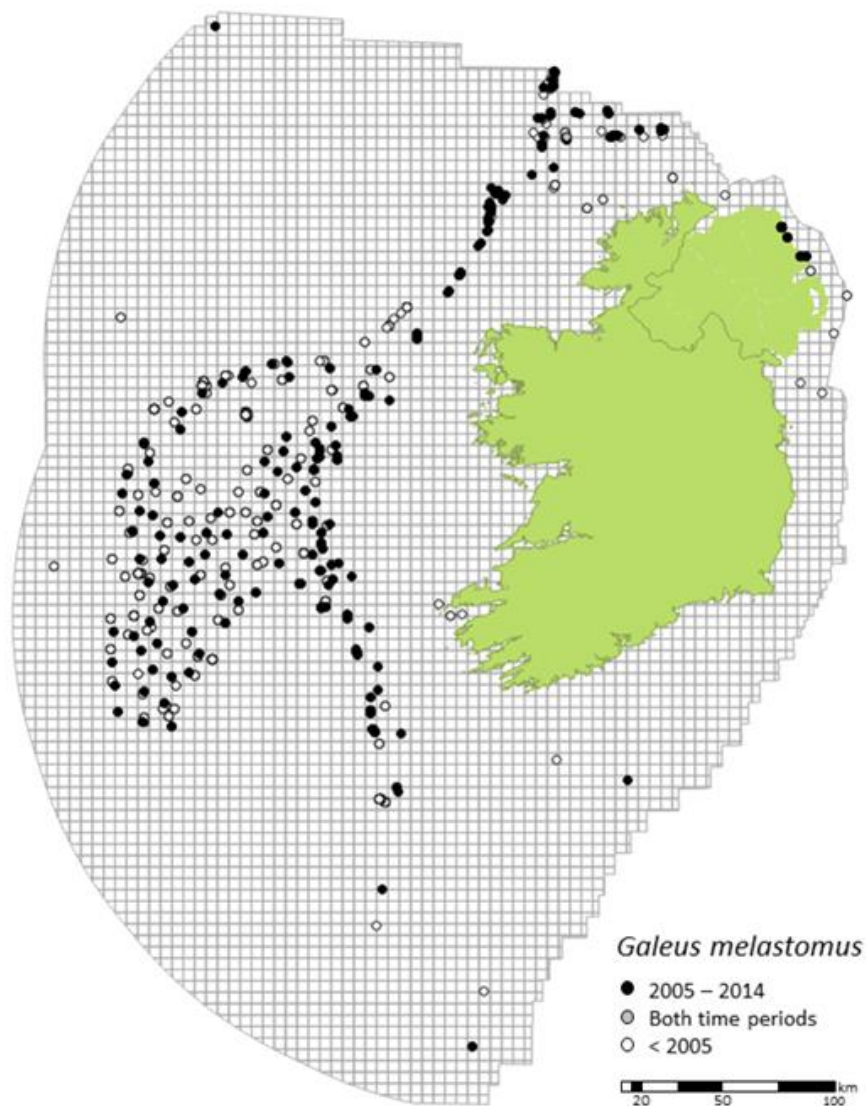 Galeus melastomus
2005 – 2014
Both time periods
< 2005
km
20 50 100